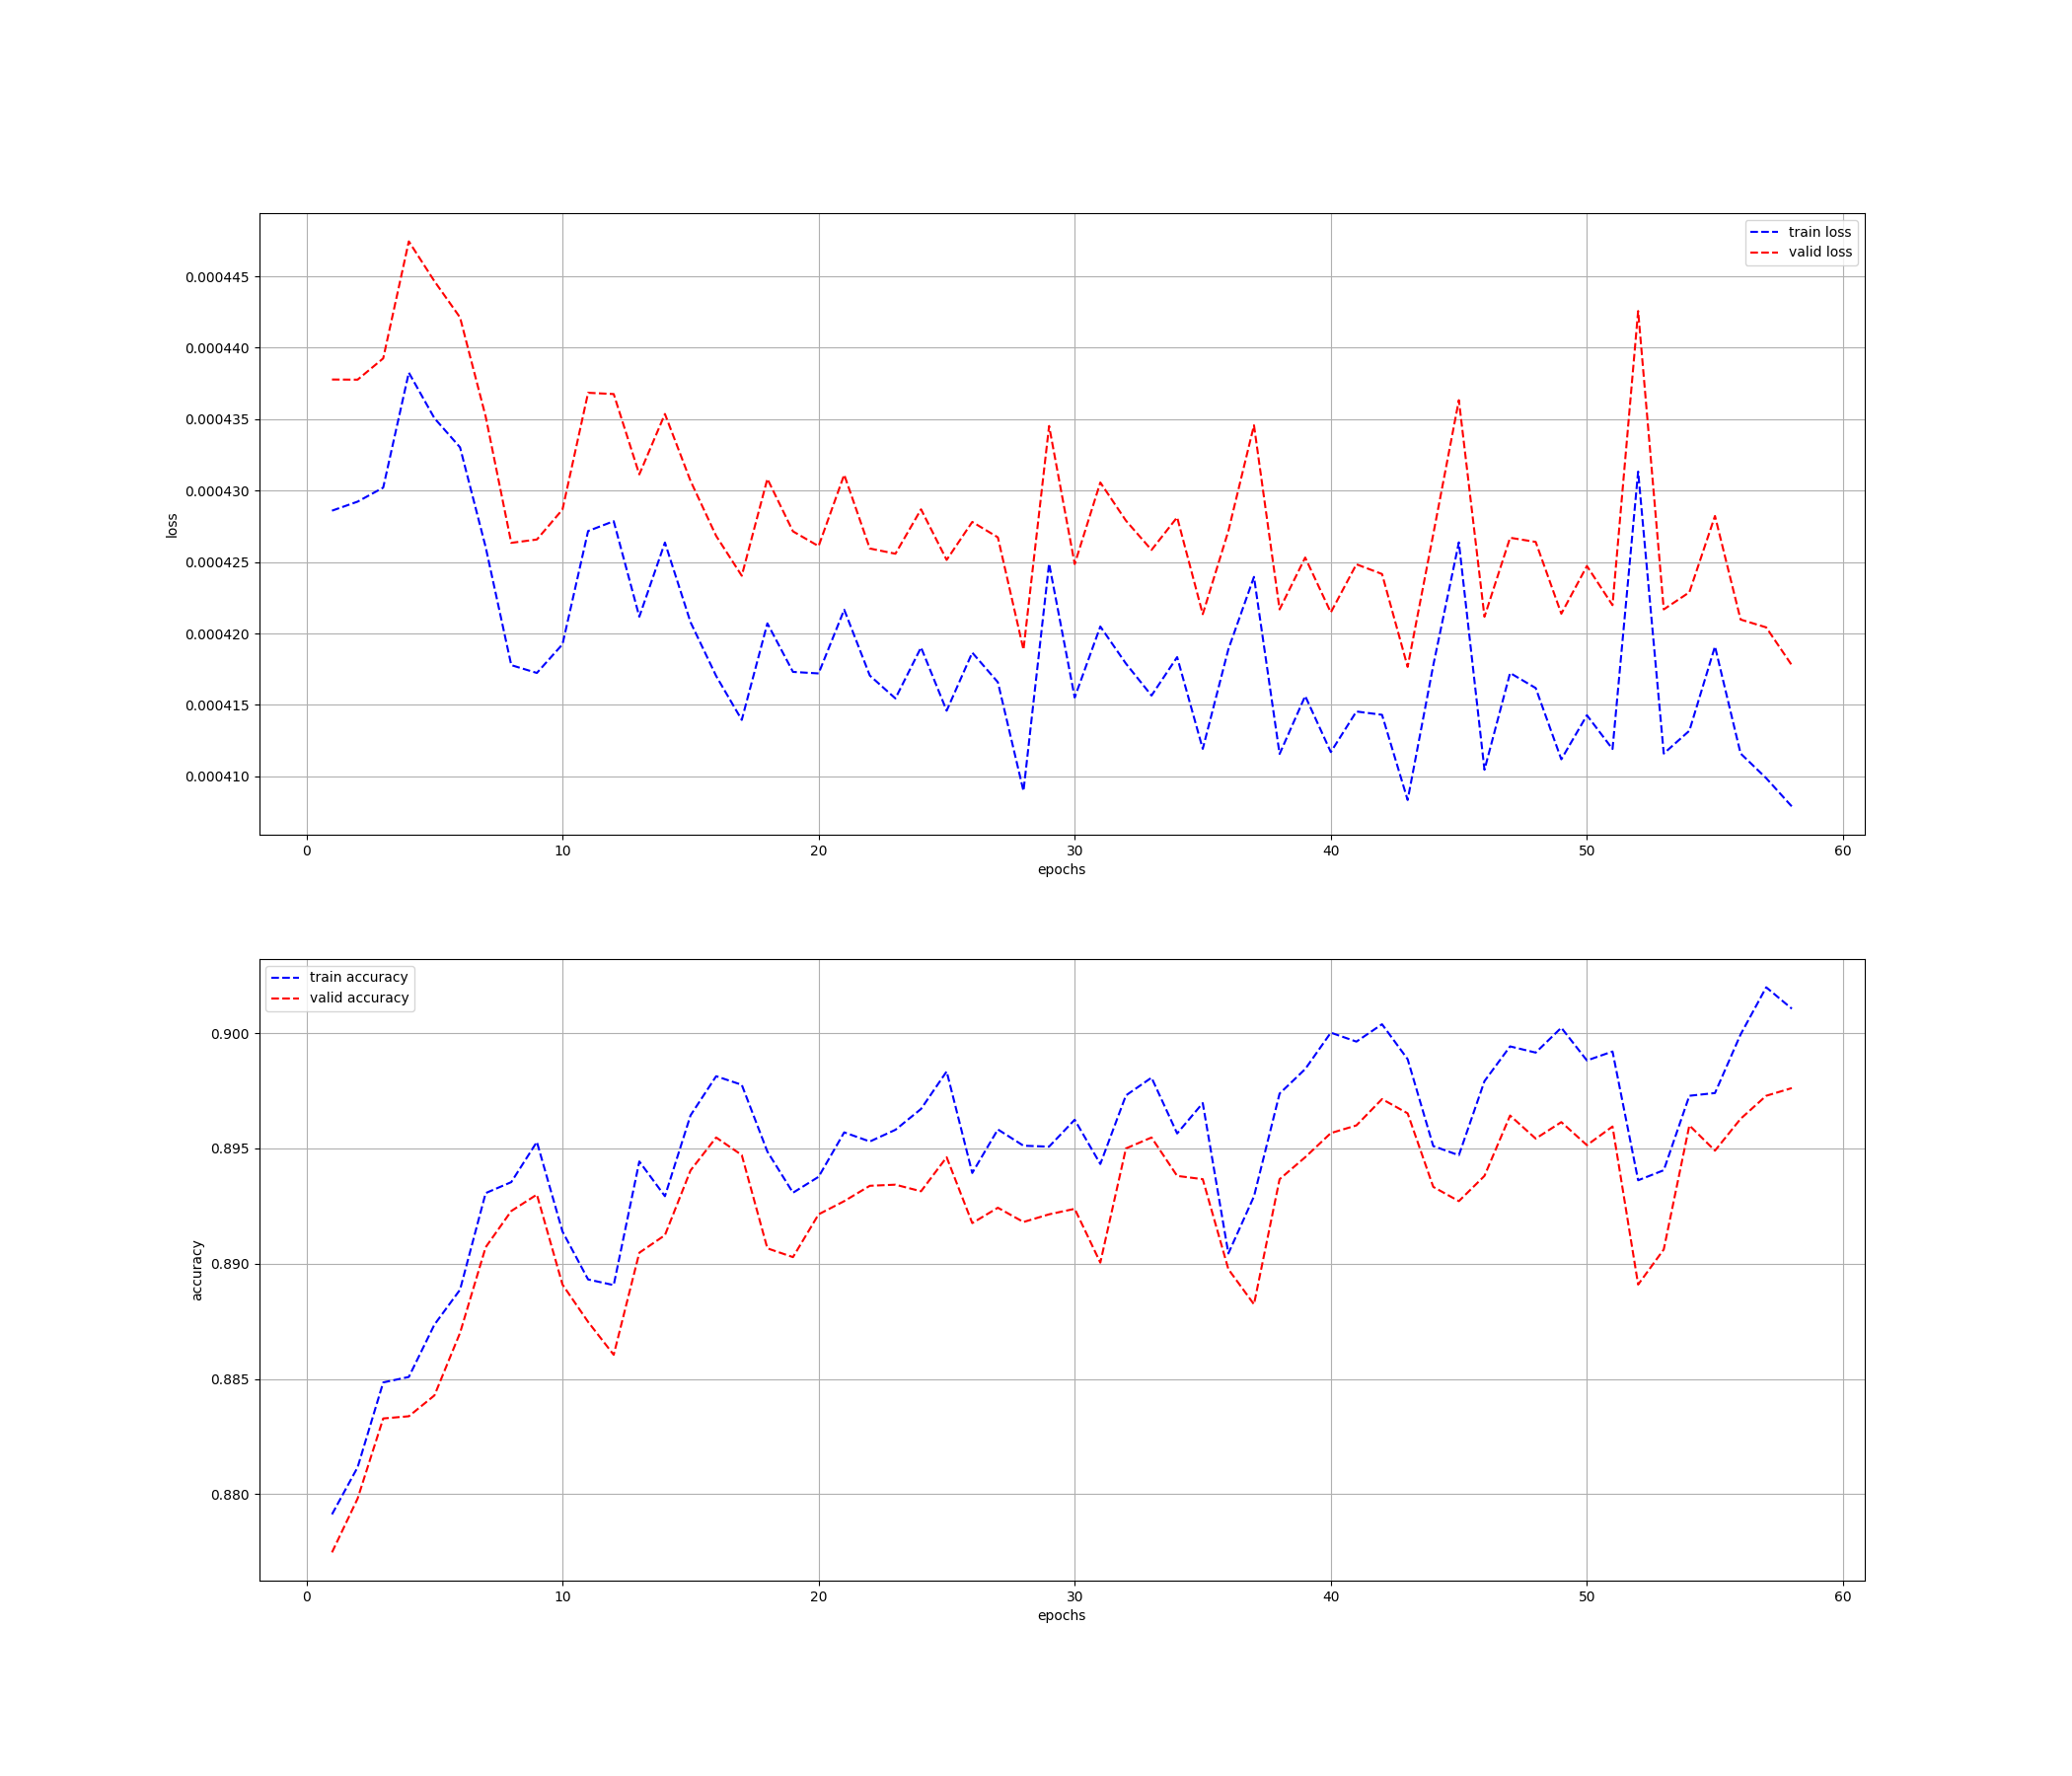 train loss
valid loss
0.000445
0.000440
0.000435
0.000430
0.000425
0.000420
0.000415
0.000410
loss
0 10 20 30 40 50 60
epochs
train accuracy
valid accuracy
0.900
0.895
0.890
0.885
0.880
accuracy
0 10 20 30 40 50 60
epochs